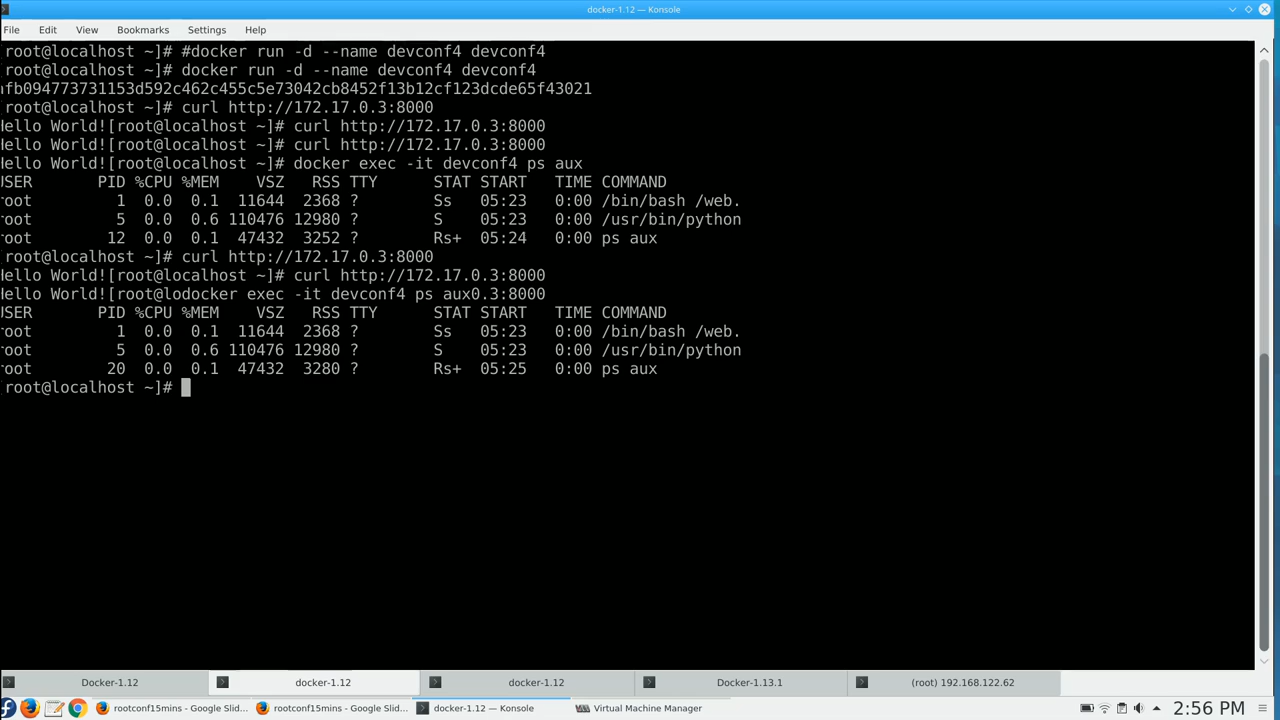 docker-1.12 — Konsole
File Edit View Bookmarks Settings Help
[root@localhost ~]# #docker run -d --name devconf4 devconf4
[root@localhost ~]# docker run -d --name devconf4 devconf4
fb094773731153d592c462c455c5e73042cb8452f13b12cf123dcde65f43021
[root@localhost ~]# curl http://172.17.0.3:8000
Hello World![root@localhost ~]# curl http://172.17.0.3:8000
Hello World![root@localhost ~]# curl http://172.17.0.3:8000
Hello World![root@localhost ~]# docker exec -it devconf4 ps aux
USER PID %CPU %MEM VSZ RSS TTY STAT START TIME COMMAND
root 1 0.0 0.1 11644 2368 ? Ss 05:23 0:00 /bin/bash /web.
root 5 0.0 0.6 110476 12980 ? S 05:23 0:00 /usr/bin/python
root 12 0.0 0.1 47432 3252 ? Rs+ 05:24 0:00 ps aux
[root@localhost ~]# curl http://172.17.0.3:8000
Hello World![root@localhost ~]# curl http://172.17.0.3:8000
Hello World![root@lodocker exec -it devconf4 ps aux0.3:8000
USER PID %CPU %MEM VSZ RSS TTY STAT START TIME COMMAND
root 1 0.0 0.1 11644 2368 ? Ss 05:23 0:00 /bin/bash /web.
root 5 0.0 0.6 110476 12980 ? S 05:23 0:00 /usr/bin/python
root 20 0.0 0.1 47432 3280 ? Rs+ 05:25 0:00 ps aux
[root@localhost ~]#
Docker-1.12 docker-1.12 docker-1.12 Docker-1.13.1 (root) 192.168.122.62
rootconf15mins - Google Slid... rootconf15mins - Google Slid... docker-1.12 — Konsole Virtual Machine Manager 2:56 PM